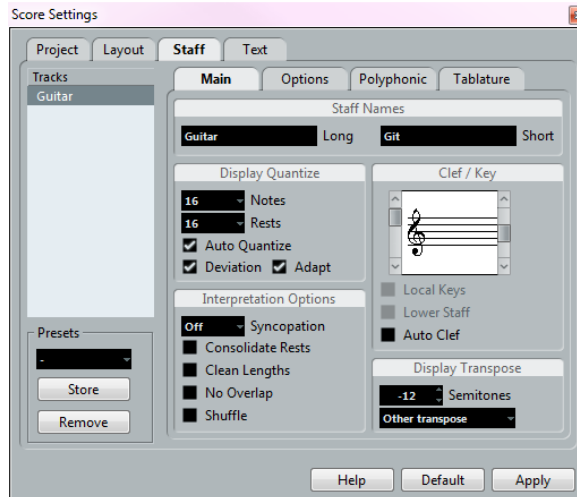 Score Settings
Project Layout Staff Text
Tracks
Guitar
Main Options Polyphonic Tablature
Staff Names
Guitar Long Git Short
Display Quantize
16 Notes
16 Rests
Auto Quantize
Deviation Adapt
Clef / Key
Local Keys
Lower Staff
Auto Clef
Interpretation Options
Off Syncopation
Consolidate Rests
Clean Lengths
No Overlap
Shuffle
Display Transpose
-12 Semitones
Other transpose
Presets
-
Store
Remove
Help Default Apply